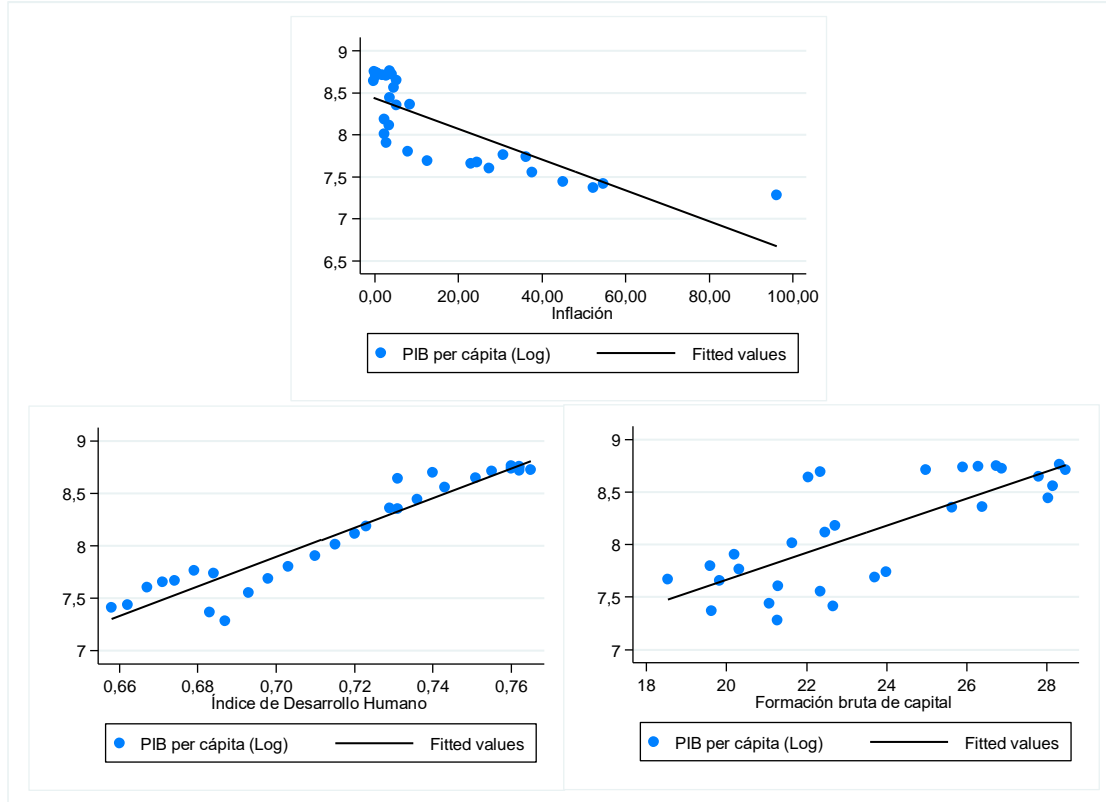 9
8,5
8
7,5
7
6,5
0,00 20,00 40,00 60,00 80,00 100,00
Inflación
PIB per cápita (Log) Fitted values
9
8,5
8
7,5
7
0,66 0,68 0,70 0,72 0,74 0,76
Índice de Desarrollo Humano
PIB per cápita (Log) Fitted values
9
8,5
8
7,5
7
18 20 22 24 26 28
Formación bruta de capital
PIB per cápita (Log) Fitted values